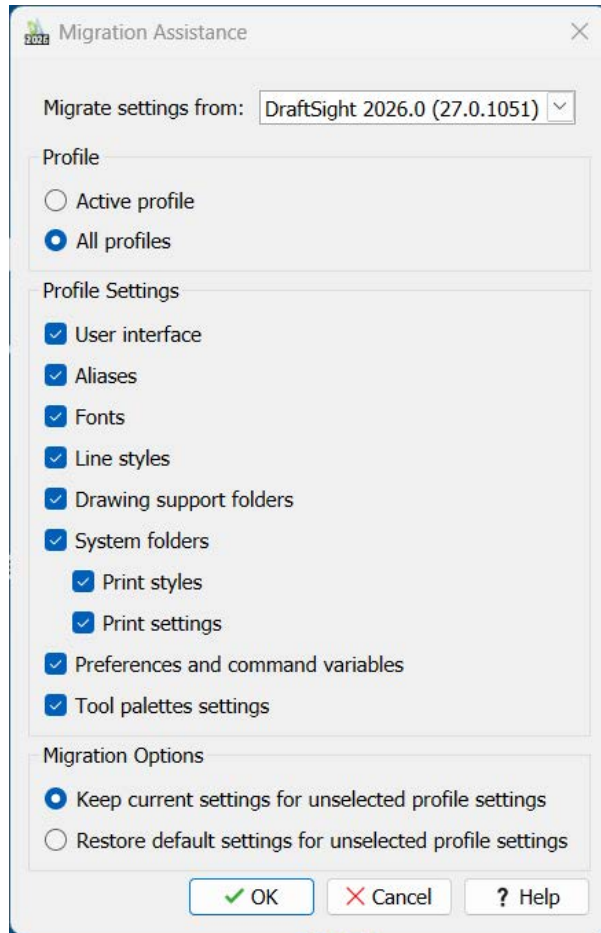 2026
Migration Assistance
Migrate settings from: DraftSight 2026.0 (27.0.1051)
Profile
Active profile
All profiles
Profile Settings
User interface
Aliases
Fonts
Line styles
Drawing support folders
System folders
Print styles
Print settings
Preferences and command variables
Tool palettes settings
Migration Options
Keep current settings for unselected profile settings
Restore default settings for unselected profile settings
OK Cancel ? Help